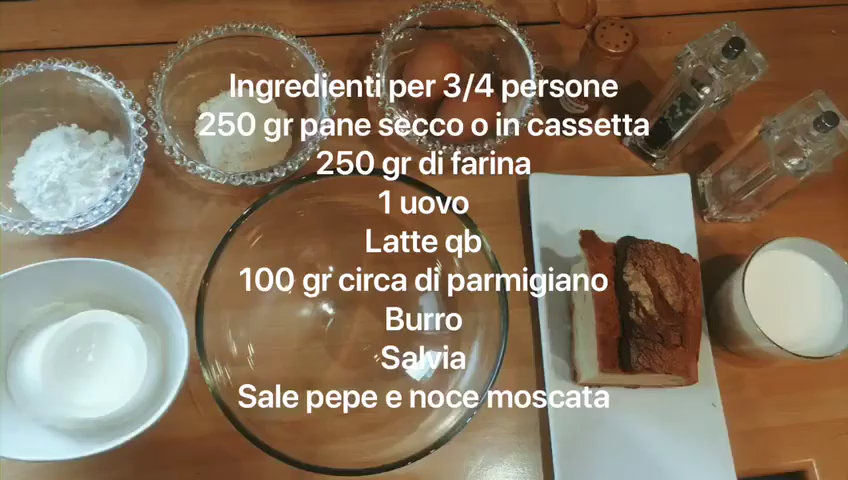 Ingredienti per 3/4 persone
250 gr pane secco o in cassetta
250 gr di farina
1 uovo
Latte qb
100 gr circa di parmigiano
Burro
Salvia
Sale pepe e noce moscata